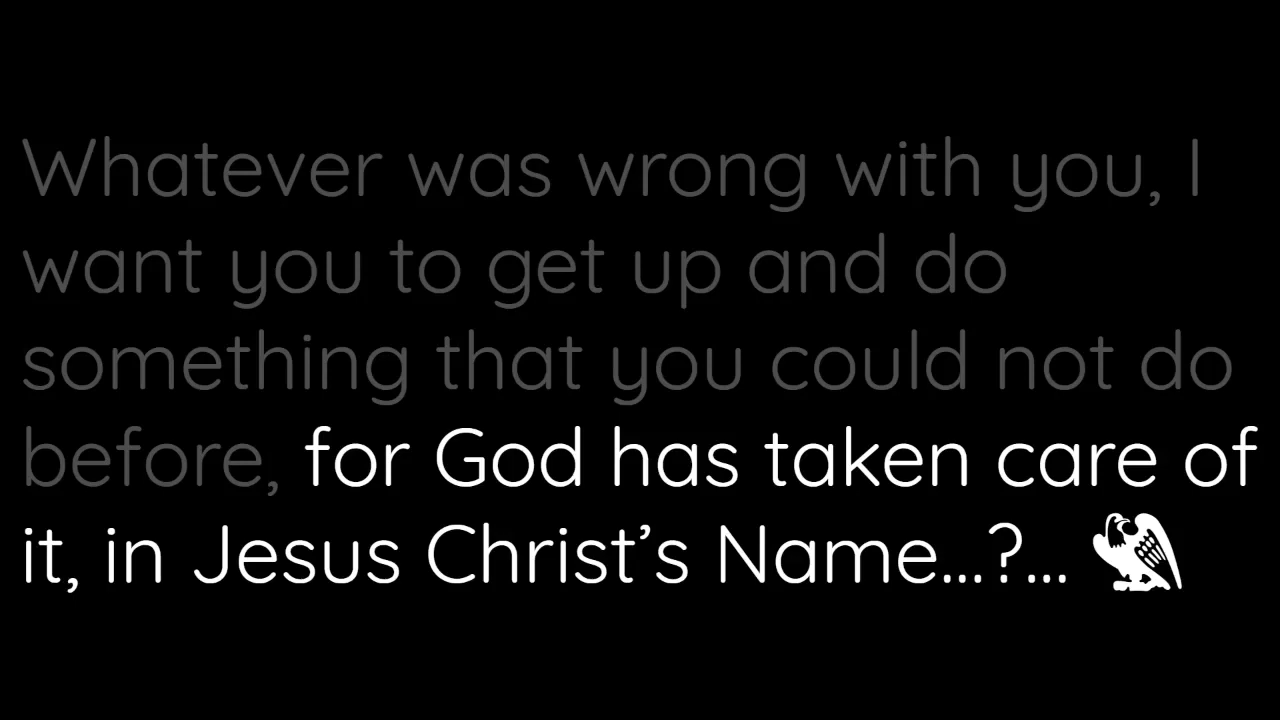 Whatever was wrong with you, I
want you to get up and do
something that you could not do
before, for God has taken care of
it, in Jesus Christ’s Name...?...